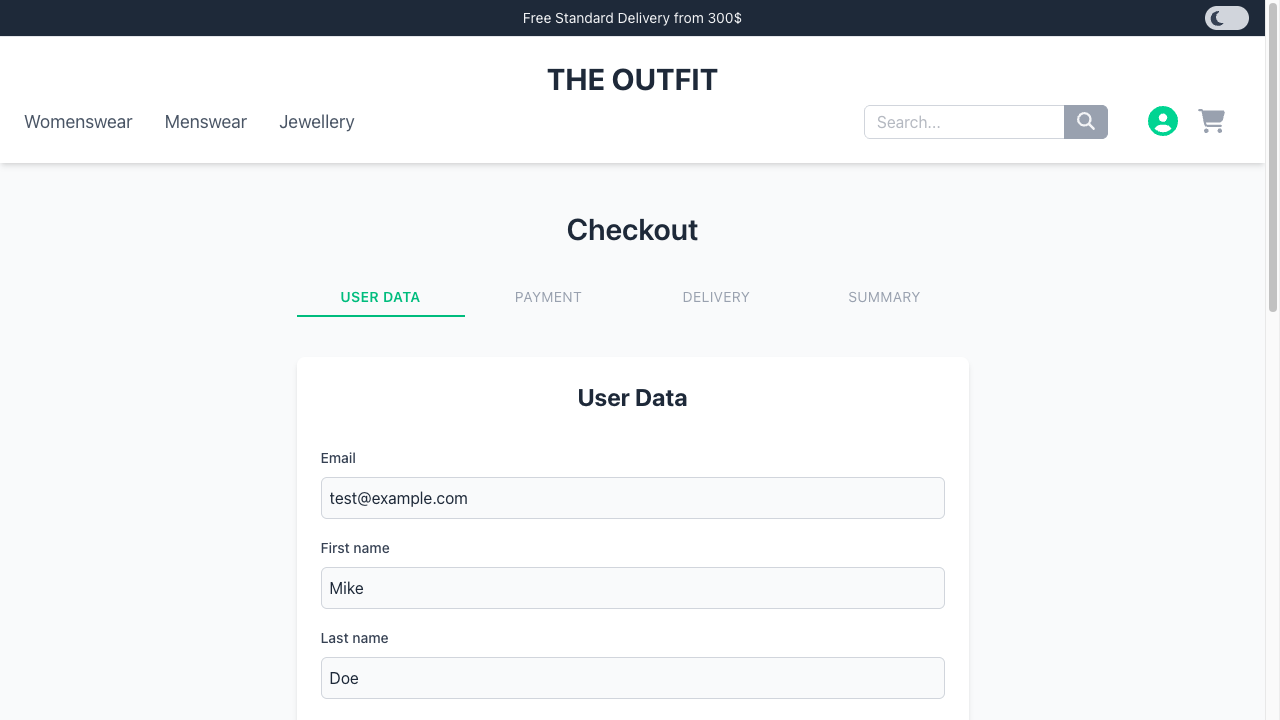 Free Standard Delivery from 300$
THE OUTFIT
Womenswear Menswear Jewellery Search...
Checkout
USER DATA PAYMENT DELIVERY SUMMARY
User Data
Email
test@example.com
First name
Mike
Last name
Doe